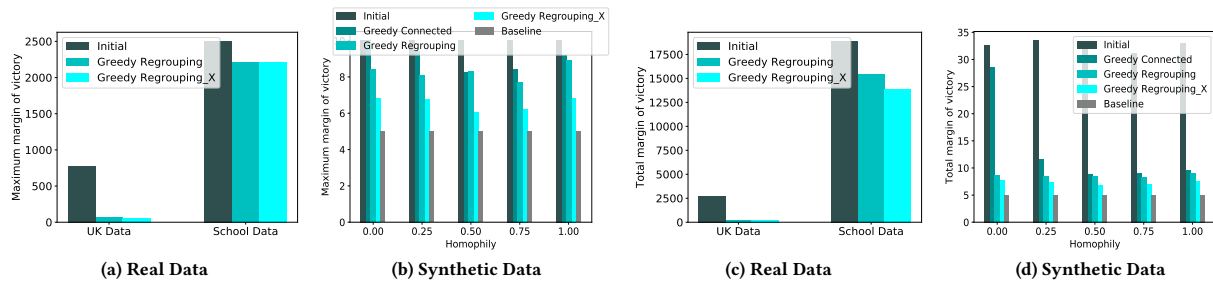 Maximum margin of victory
2500
2000
1500
1000
500
0
Initial
Greedy Regrouping
Greedy Regrouping_X
UK Data
School Data
(a) Real Data
Maximum margin of victory
8
6
4
2
0
Initial
Greedy Connected
Greedy Regrouping
Greedy Regrouping_X
Baseline
0.00
0.25
0.50
0.75
1.00
Homophily
(b) Synthetic Data
Total margin of victory
17500
15000
12500
10000
7500
5000
2500
0
Initial
Greedy Regrouping
Greedy Regrouping_X
UK Data
School Data
(c) Real Data
Total margin of victory
35
30
25
20
15
10
5
0
Initial
Greedy Connected
Greedy Regrouping
Greedy Regrouping_X
Baseline
0.00
0.25
0.50
0.75
1.00
Homophily
(d) Synthetic Data